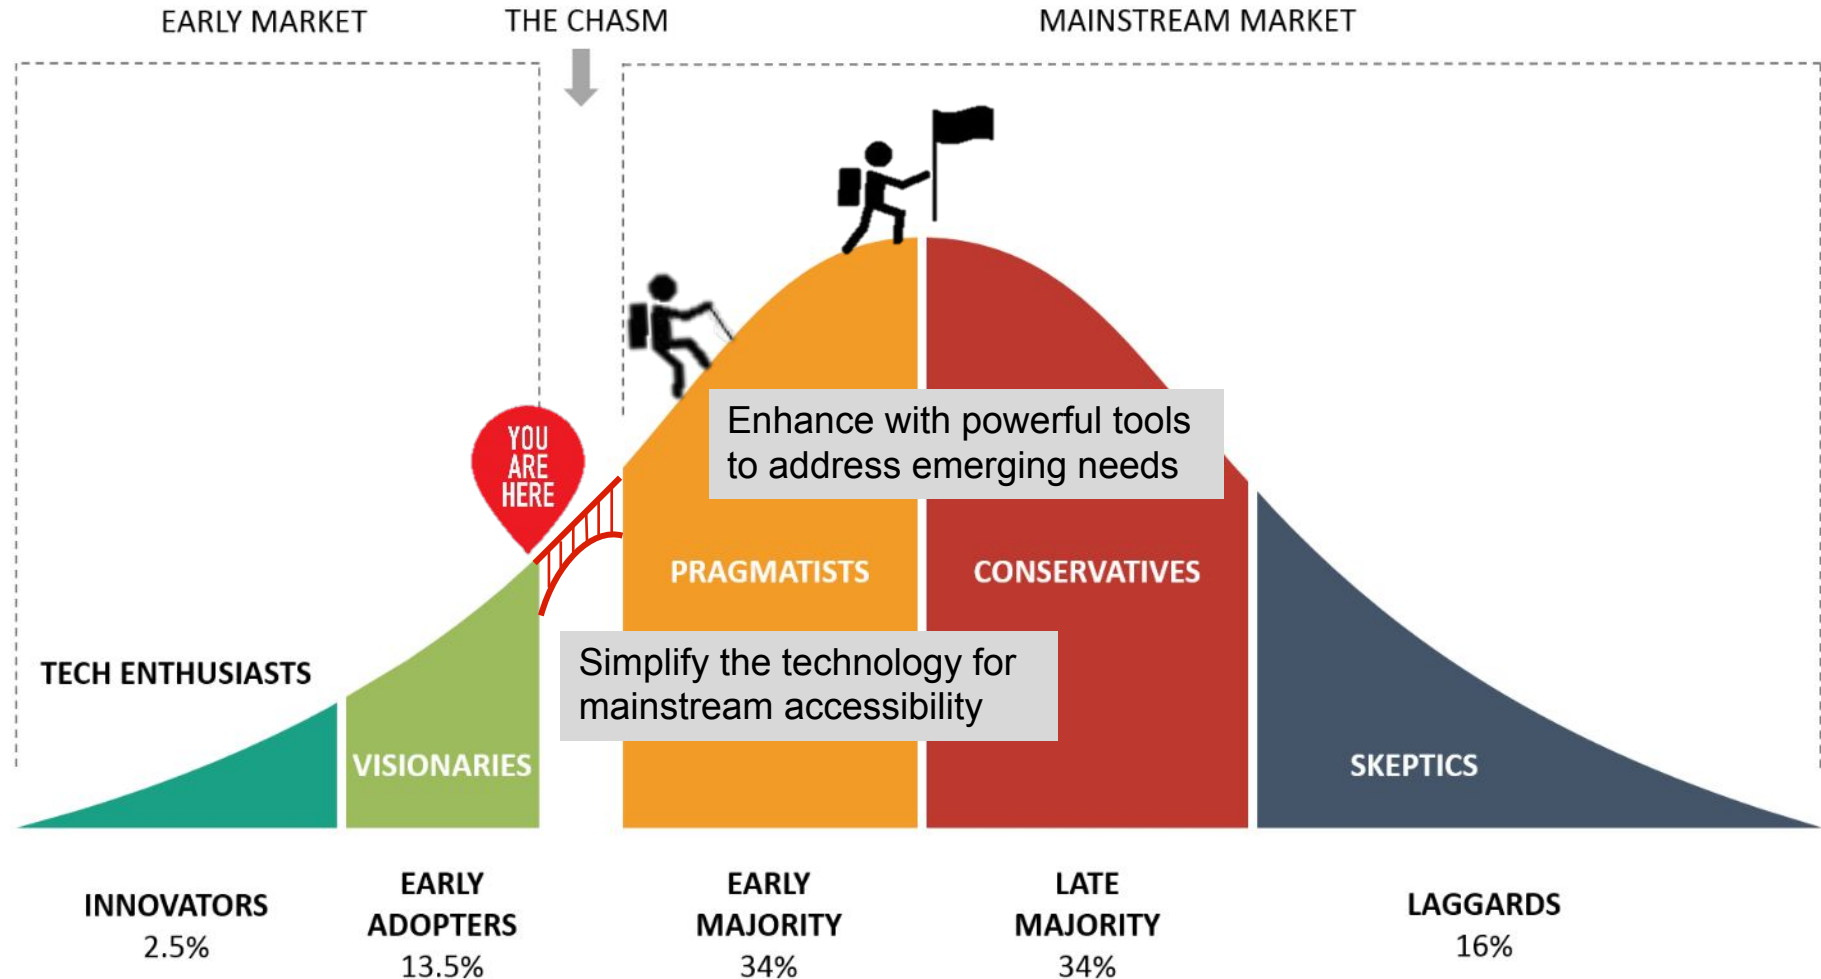 EARLY MARKET
THE CHASM
MAINSTREAM MARKET
YOU
ARE
HERE
Enhance with powerful tools
to address emerging needs
PRAGMATISTS
CONSERVATIVES
Simplify the technology for
mainstream accessibility
TECH ENTHUSIASTS
VISIONARIES
SKEPTICS
INNOVATORS
2.5%
EARLY
ADOPTERS
13.5%
EARLY
MAJORITY
34%
LATE
MAJORITY
34%
LAGGARDS
16%